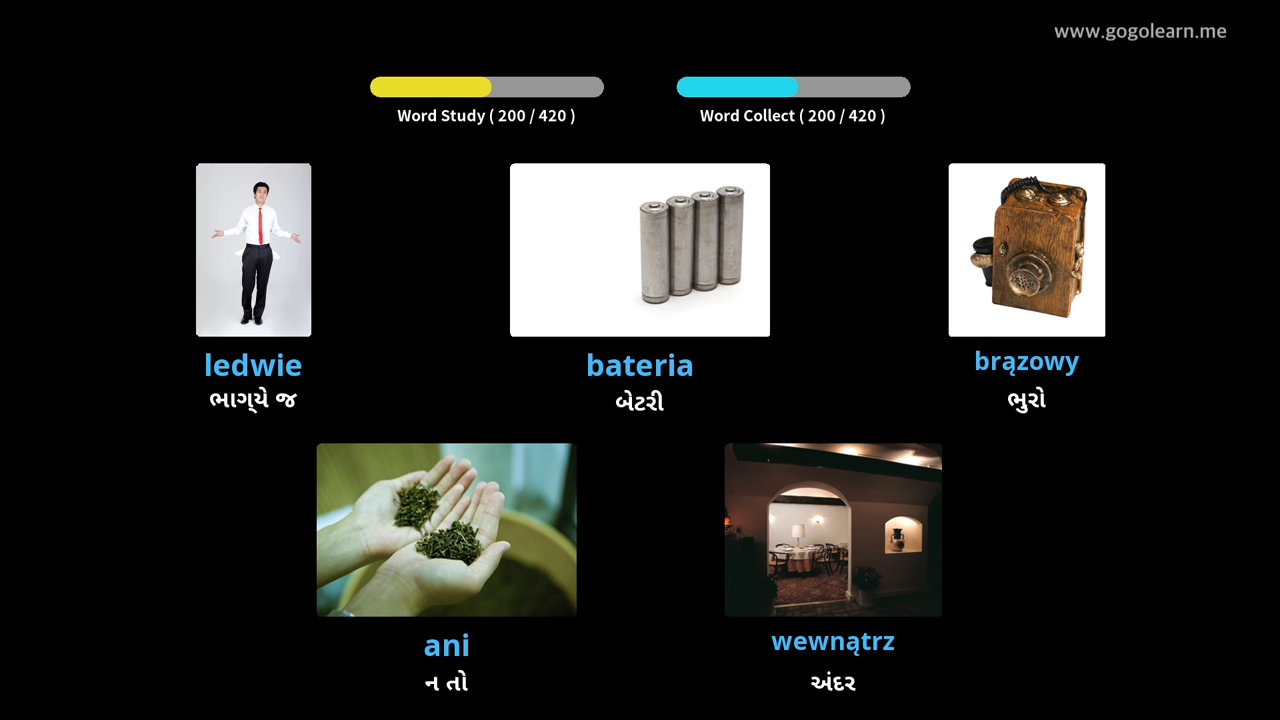 www.gogolearn.me
Word Study ( 200 / 420 )
Word Collect ( 200 / 420 )
ledwie
ભાગ્યે જ
bateria
બેટરી
brązowy
ભુરો
ani
ન તો
wewnątrz
અંદર